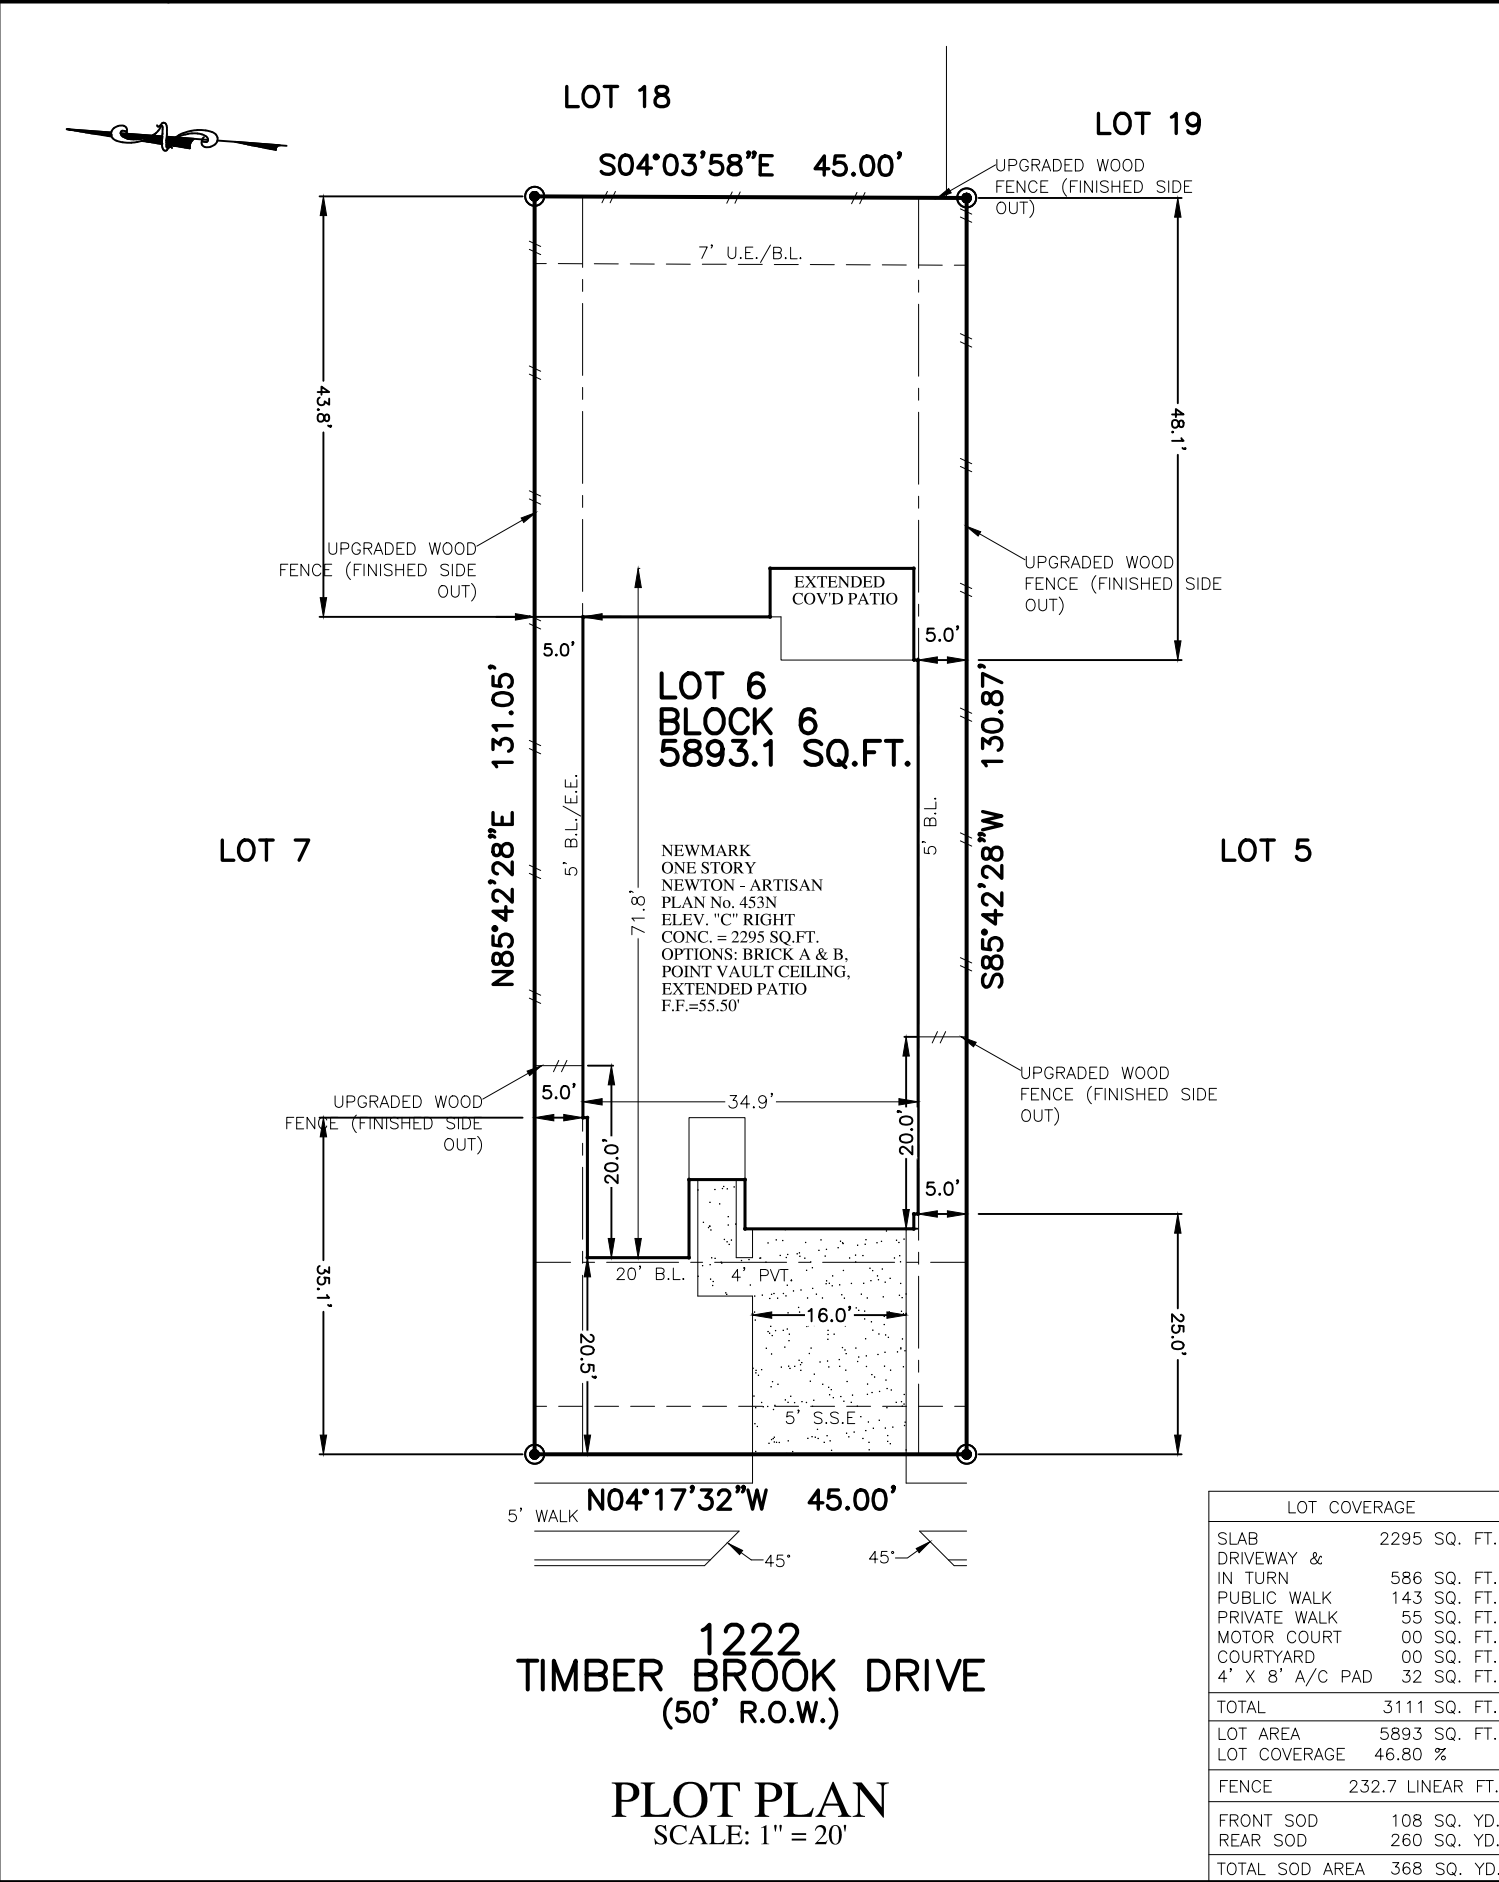 LOT 18
LOT 19
S04°03'58"E 45.00'
UPGRADED WOOD
FENCE (FINISHED SIDE
OUT)
7' U.E./B.L.
43.8'
48.1'
UPGRADED WOOD
FENCE (FINISHED SIDE
OUT)
UPGRADED WOOD
FENCE (FINISHED SIDE
OUT)
EXTENDED
COV'D PATIO
5.0'
5.0'
LOT 6
BLOCK 6
5893.1 SQ.FT.
N85°42'28"E 131.05'
S85°42'28"W 130.87'
5' B.L./E.E.
5' B.L.
LOT 7
LOT 5
71.8'
NEWMARK
ONE STORY
NEWTON - ARTISAN
PLAN No. 453N
ELEV. "C" RIGHT
CONC. = 2295 SQ.FT.
OPTIONS: BRICK A & B,
POINT VAULT CEILING,
EXTENDED PATIO
F.F.=55.50'
UPGRADED WOOD
FENCE (FINISHED SIDE
OUT)
UPGRADED WOOD
FENCE (FINISHED SIDE
OUT)
5.0'
34.9'
20.0'
20.0'
5.0'
35.1'
25.0'
20' B.L.
4' PVT.
16.0'
20.5'
5' S.S.E
5' WALK
N04°17'32"W 45.00'
45°
45°
1222
TIMBER BROOK DRIVE
(50' R.O.W.)
PLOT PLAN
SCALE: 1" = 20'
LOT COVERAGE
SLAB 2295 SQ. FT.
DRIVEWAY &
IN TURN 586 SQ. FT.
PUBLIC WALK 143 SQ. FT.
PRIVATE WALK 55 SQ. FT.
MOTOR COURT 00 SQ. FT.
COURTYARD 00 SQ. FT.
4' X 8' A/C PAD 32 SQ. FT.
TOTAL 3111 SQ. FT.
LOT AREA 5893 SQ. FT.
LOT COVERAGE 46.80 %
FENCE 232.7 LINEAR FT.
FRONT SOD 108 SQ. YD.
REAR SOD 260 SQ. YD.
TOTAL SOD AREA 368 SQ. YD.